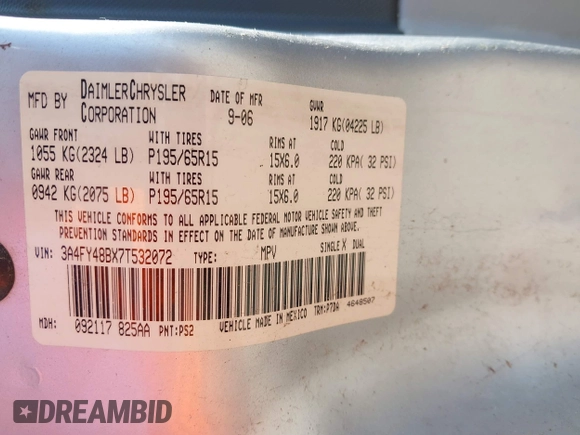 MFD BY DAIMLERCHRYSLER CORPORATION DATE OF MFR 9-06 GVWR 1917 KG(04225 LB)
GAWR FRONT WITH TIRES RIMS AT COLD
1055 KG(2324 LB) P195/65R15 15X6.0 220 KPA( 32 PSI)
GAWR REAR WITH TIRES RIMS AT COLD
0942 KG(2075 LB) P195/65R15 15X6.0 220 KPA( 32 PSI)
THIS VEHICLE CONFORMS TO ALL APPLICABLE FEDERAL MOTOR VEHICLE SAFETY AND THEFT
PREVENTION STANDARDS IN EFFECT ON THE DATE OF MANUFACTURE SHOWN ABOVE.
VIN: 3A4FY48BX7T532072 TYPE: MPV SINGLE X DUAL
MDH: 092117 825AA PNT:PS2 VEHICLE MADE IN MEXICO TRM:P7DA 4648507
DREAMBID